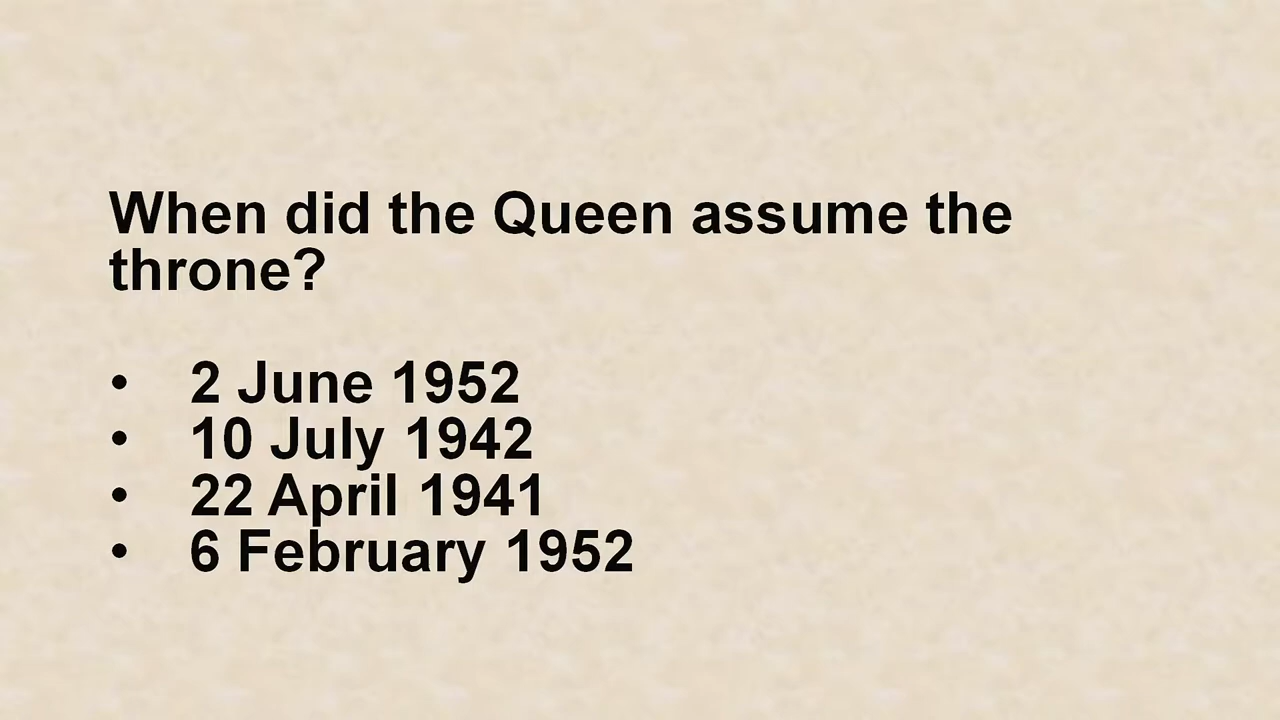 When did the Queen assume the
throne?
• 2 June 1952
• 10 July 1942
• 22 April 1941
• 6 February 1952